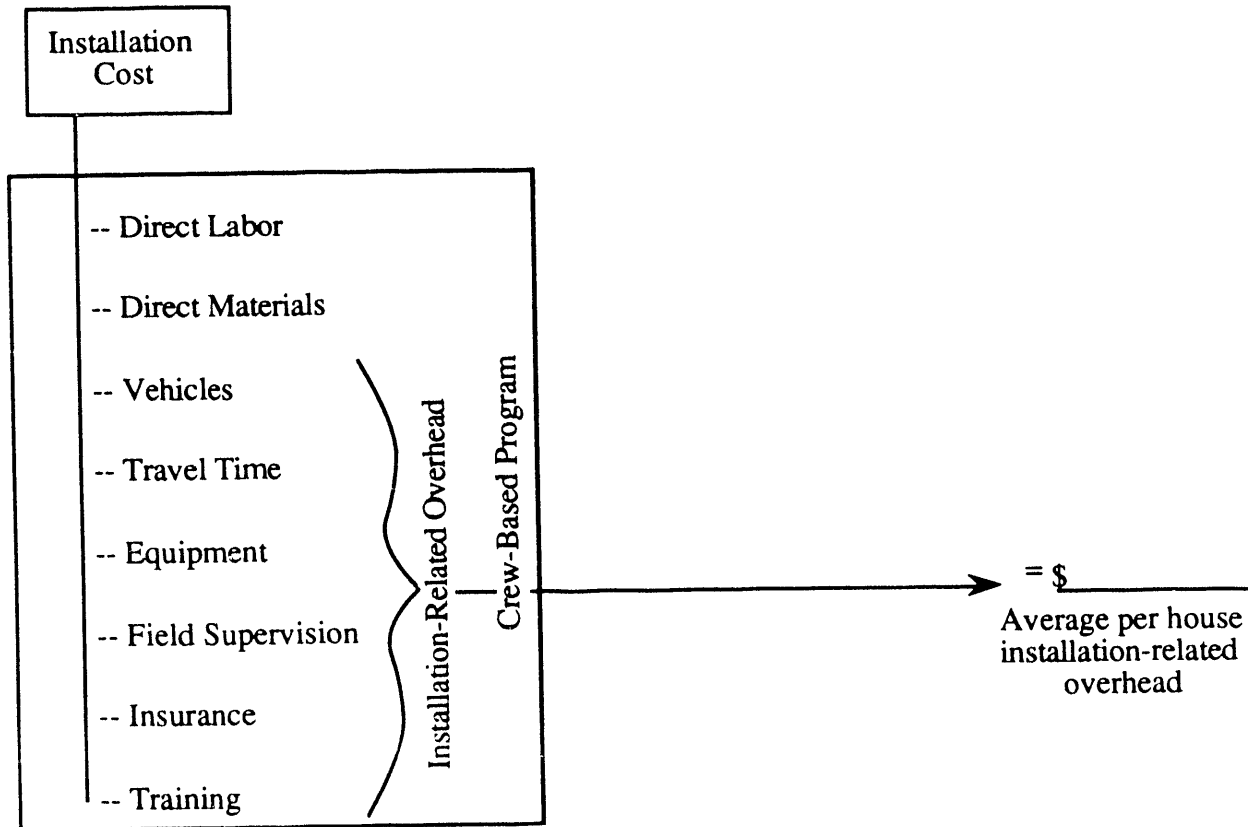 Installation
Cost
-- Direct Labor
-- Direct Materials
-- Vehicles
-- Travel Time
-- Equipment
-- Field Supervision
-- Insurance
-- Training
Installation-Related Overhead
Crew-Based Program
= $
Average per house
installation-related
overhead